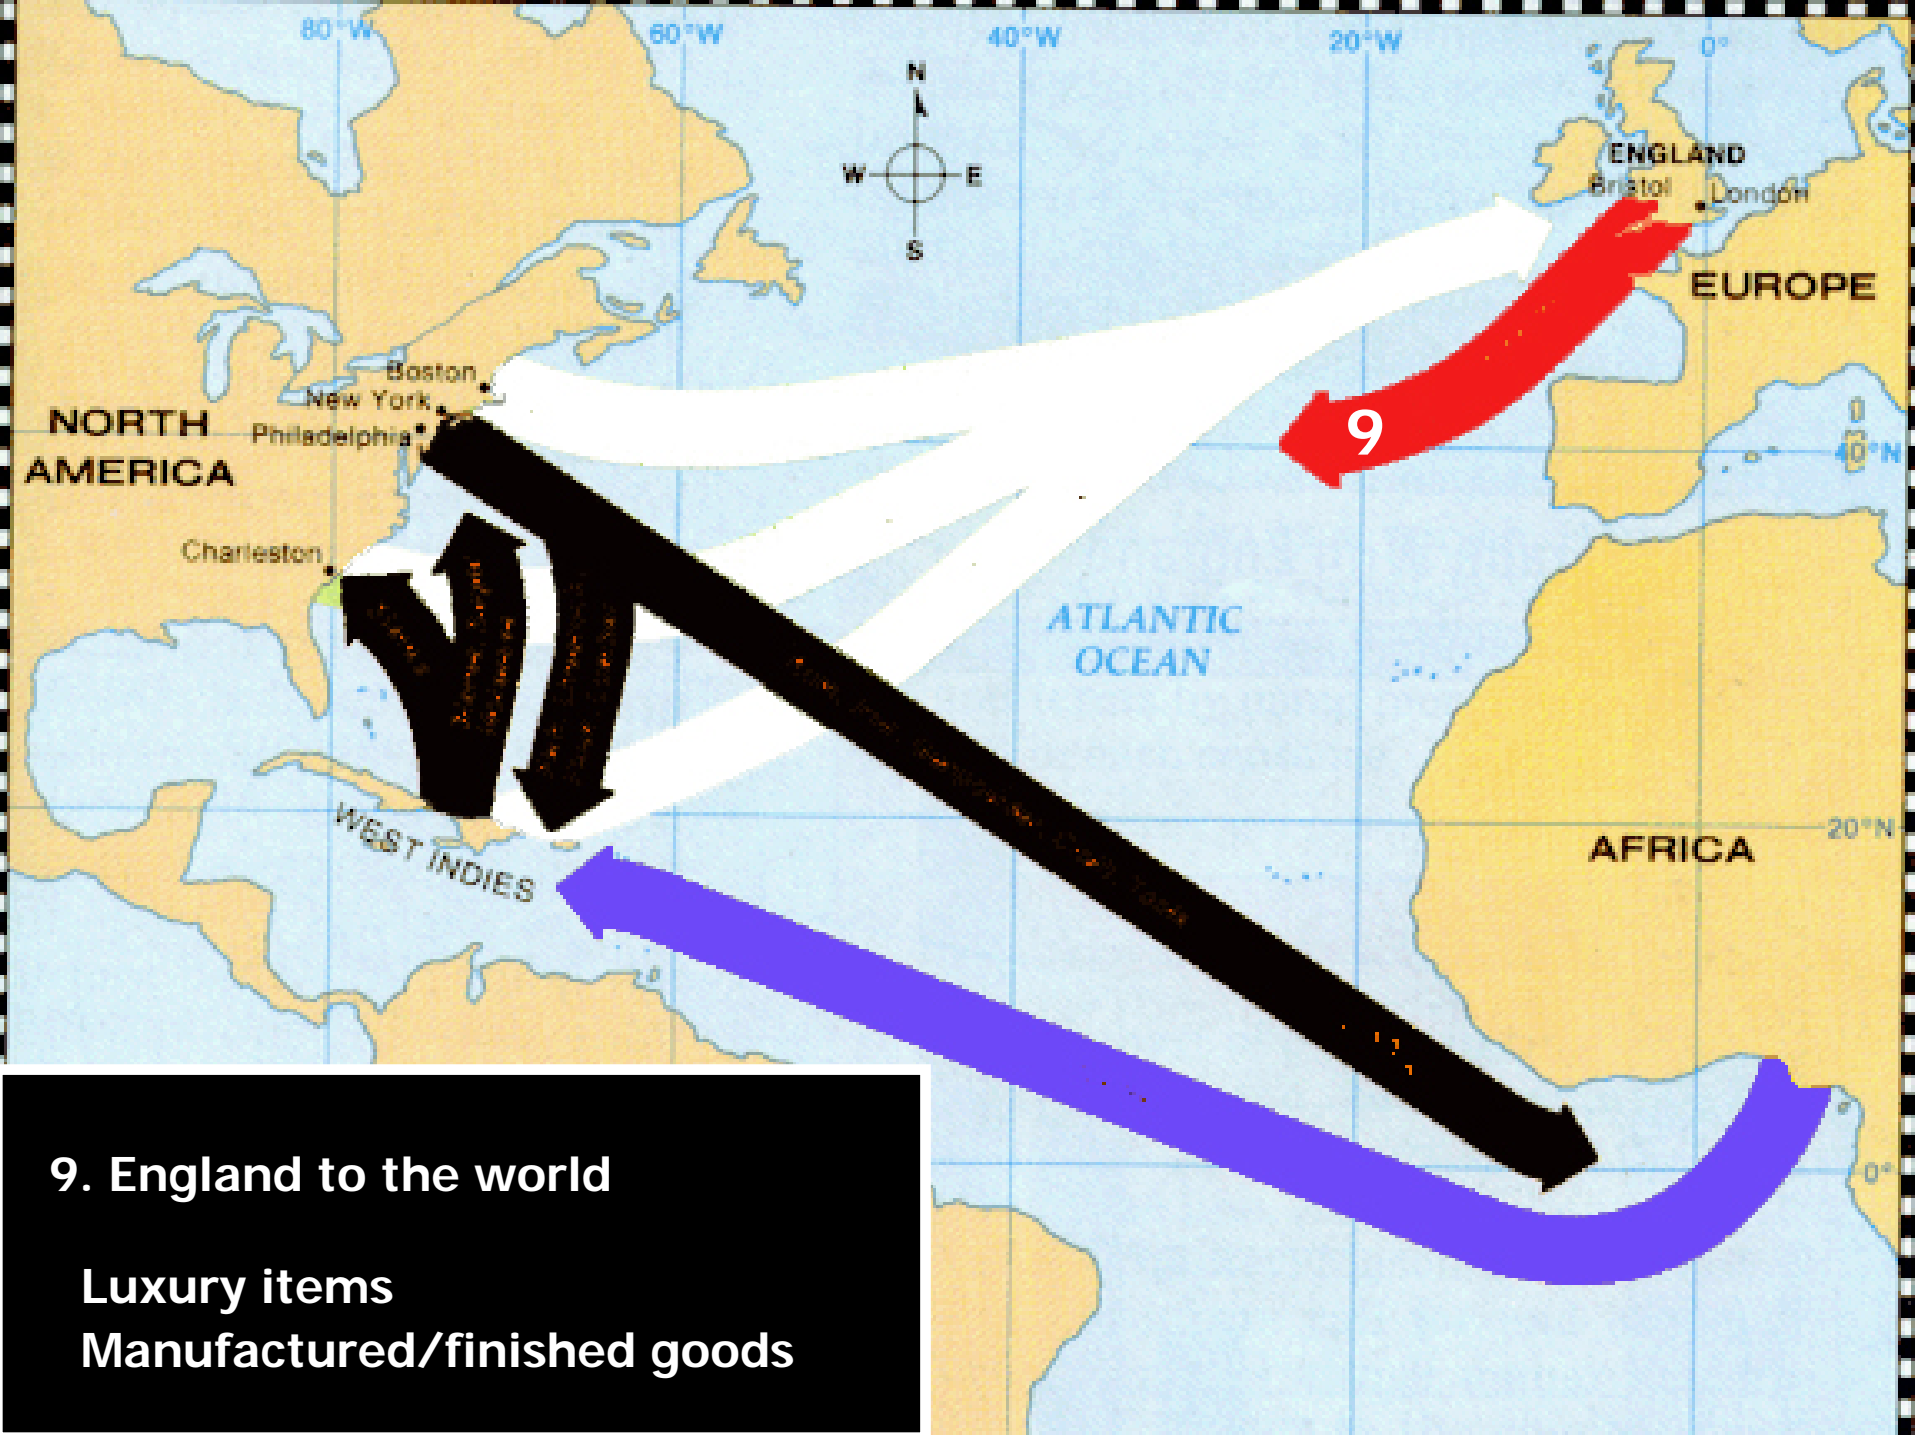 80°W
60°W
40°W
20°W
0°
N
W
E
S
ENGLAND
Bristol
London
EUROPE
Boston
New York
Philadelphia
NORTH
AMERICA
40°N
9
Charleston
ATLANTIC
OCEAN
WEST INDIES
AFRICA
20°N
0°
9. England to the world
Luxury items
Manufactured/finished goods